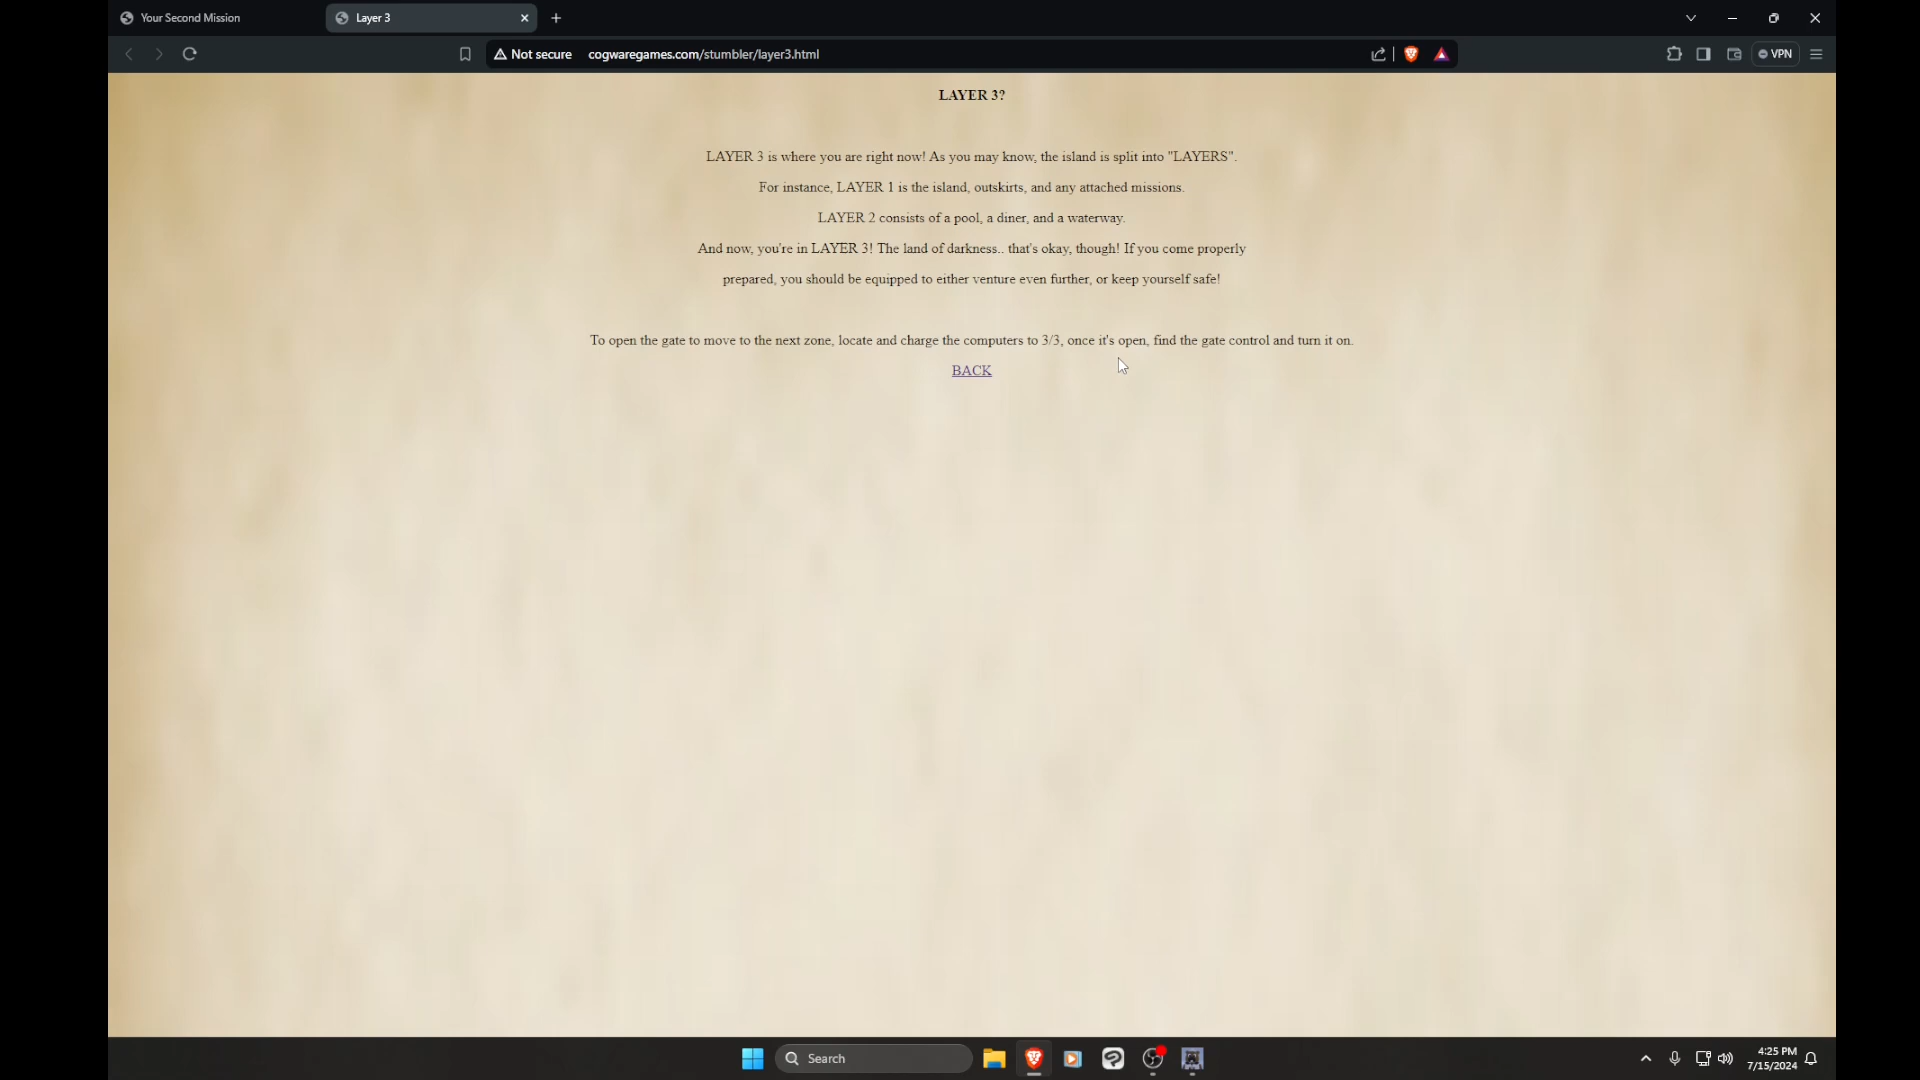 Your Second Mission
Layer 3
Not secure
cogwaregames.com/stumbler/layer3.html
VPN
LAYER 3?
LAYER 3 is where you are right now! As you may know, the island is split into "LAYERS".
For instance, LAYER 1 is the island, outskirts, and any attached missions.
LAYER 2 consists of a pool, a diner, and a waterway.
And now, you're in LAYER 3! The land of darkness.. that's okay, though! If you come properly
prepared, you should be equipped to either venture even further, or keep yourself safe!
To open the gate to move to the next zone, locate and charge the computers to 3/3, once it's open, find the gate control and turn it on.
BACK
Search
4:25 PM
7/15/2024